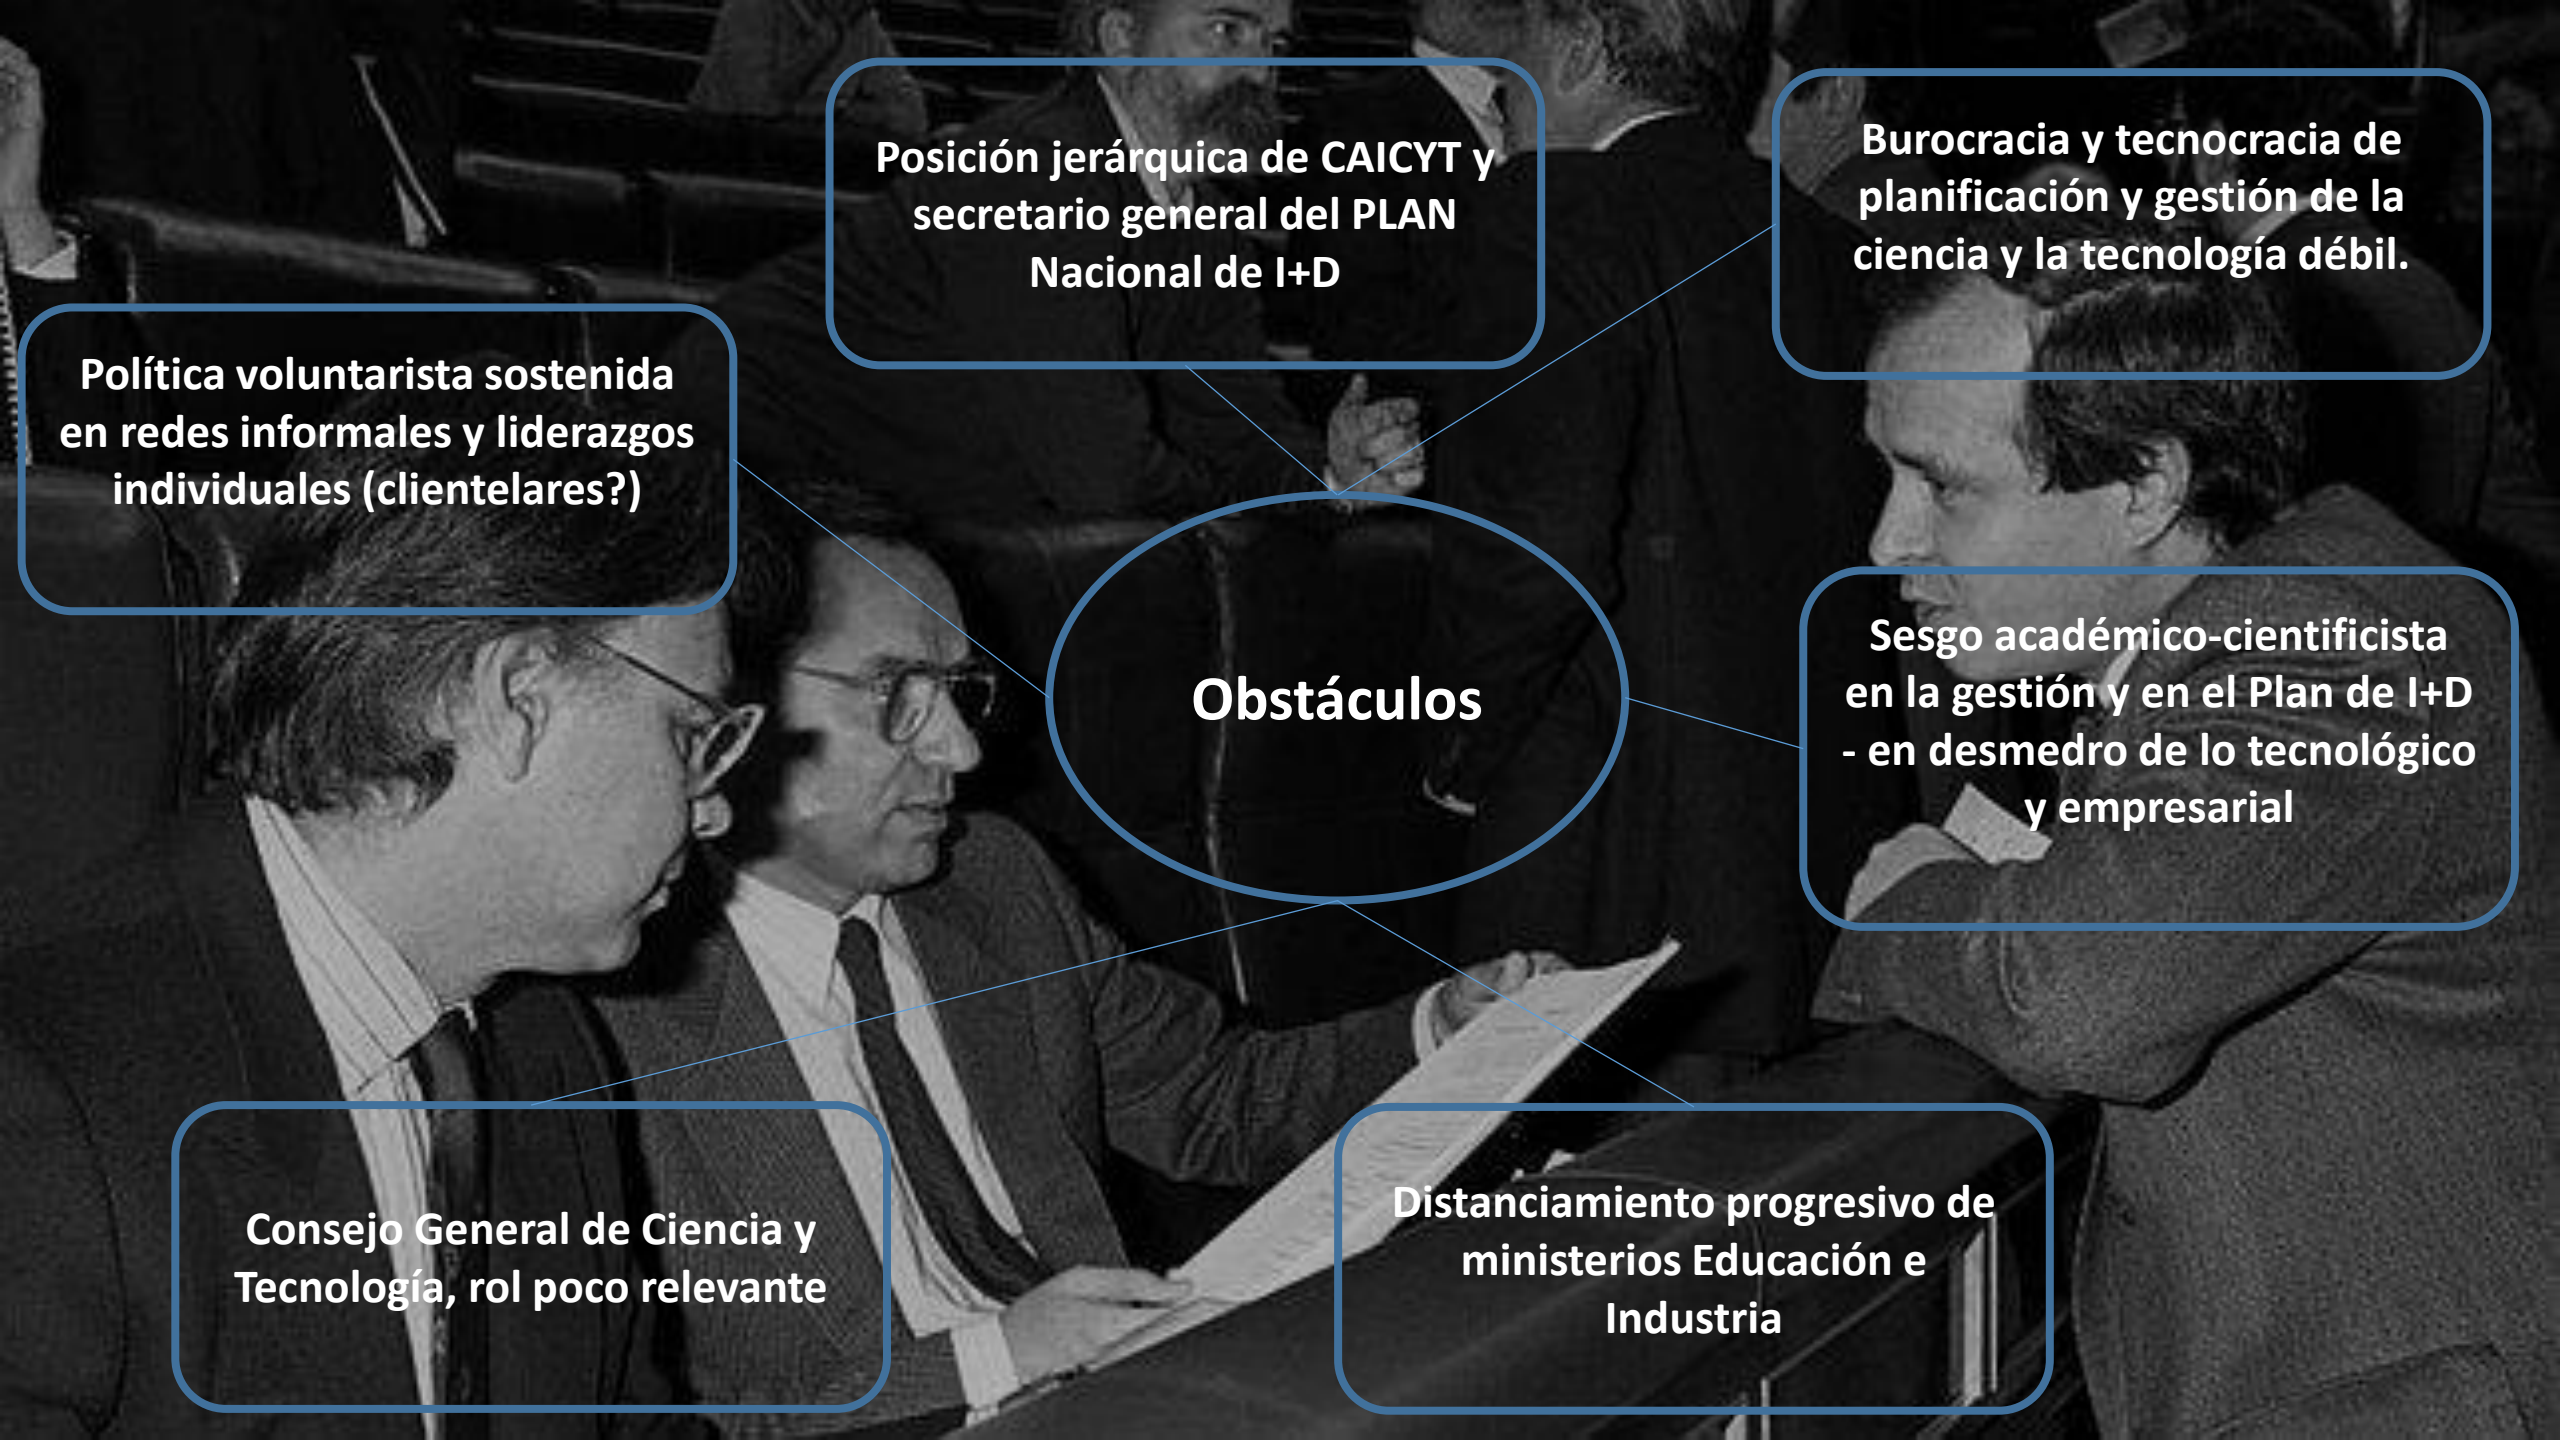 Posición jerárquica de CAICYT y
secretario general del PLAN
Nacional de I+D
Burocracia y tecnocracia de
planificación y gestión de la
ciencia y la tecnología débil.
Política voluntarista sostenida
en redes informales y liderazgos
individuales (clientelares?)
Obstáculos
Sesgo académico-cientificista
en la gestión y en el Plan de I+D
- en desmedro de lo tecnológico
y empresarial
Consejo General de Ciencia y
Tecnología, rol poco relevante
Distanciamiento progresivo de
ministerios Educación e
Industria